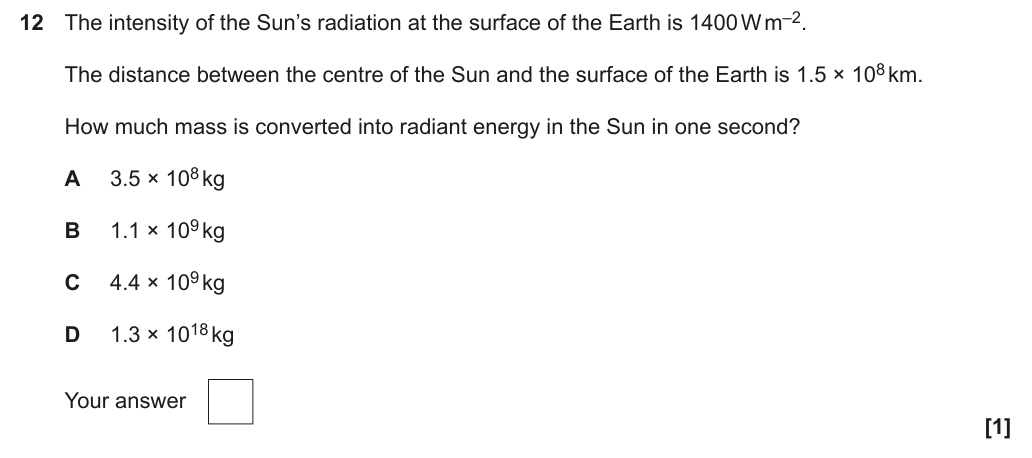 12 The intensity of the Sun’s radiation at the surface of the Earth is 1400 W m⁻².
The distance between the centre of the Sun and the surface of the Earth is 1.5 × 10⁸ km.
How much mass is converted into radiant energy in the Sun in one second?
A 3.5 × 10⁸ kg
B 1.1 × 10⁹ kg
C 4.4 × 10⁹ kg
D 1.3 × 10¹⁸ kg
Your answer
[1]